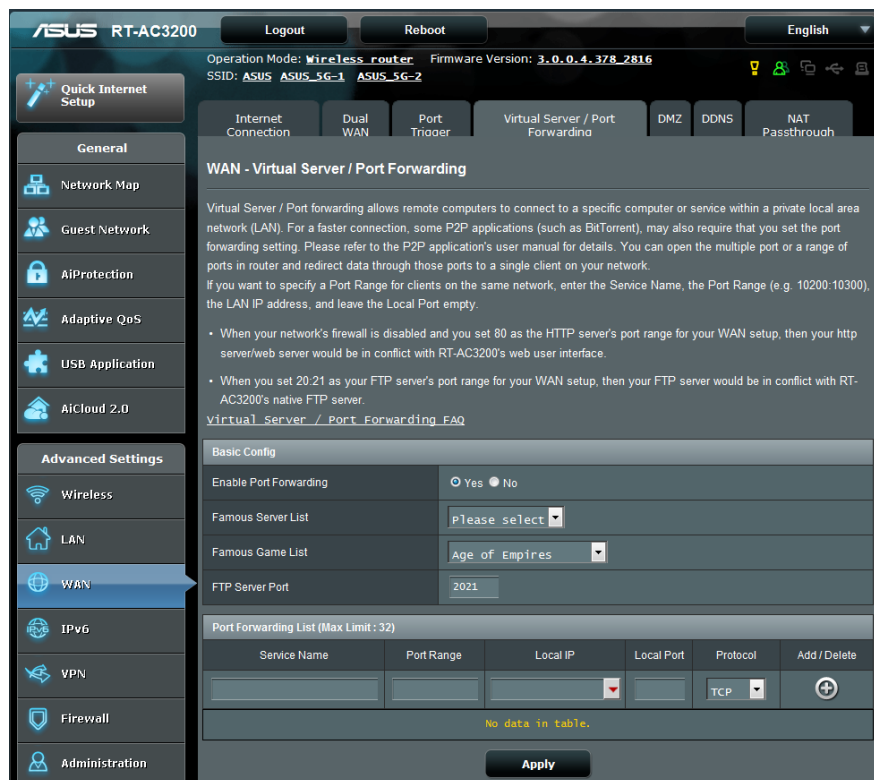 ASUS RT-AC3200
Logout
Reboot
English
Operation Mode: Wireless router Firmware Version: 3.0.0.4.378_2816
SSID: ASUS ASUS_5G-1 ASUS_5G-2
Quick Internet
Setup
General
Network Map
Guest Network
AiProtection
Adaptive QoS
USB Application
AiCloud 2.0
Advanced Settings
Wireless
LAN
WAN
IPv6
VPN
Firewall
Administration
Internet
Connection
Dual
WAN
Port
Trigger
Virtual Server / Port
Forwarding
DMZ
DDNS
NAT
Passthrough
WAN - Virtual Server / Port Forwarding
Virtual Server / Port forwarding allows remote computers to connect to a specific computer or service within a private local area
network (LAN). For a faster connection, some P2P applications (such as BitTorrent), may also require that you set the port
forwarding setting. Please refer to the P2P application's user manual for details. You can open the multiple port or a range of
ports in router and redirect data through those ports to a single client on your network.
If you want to specify a Port Range for clients on the same network, enter the Service Name, the Port Range (e.g. 10200:10300),
the LAN IP address, and leave the Local Port empty.
• When your network's firewall is disabled and you set 80 as the HTTP server's port range for your WAN setup, then your http
server/web server would be in conflict with RT-AC3200's web user interface.
• When you set 20:21 as your FTP server's port range for your WAN setup, then your FTP server would be in conflict with RT-
AC3200's native FTP server.
Virtual Server / Port Forwarding FAQ
Basic Config
Enable Port Forwarding Yes No
Famous Server List Please select
Famous Game List Age of Empires
FTP Server Port 2021
Port Forwarding List (Max Limit : 32)
Service Name Port Range Local IP Local Port Protocol Add / Delete
TCP
No data in table.
Apply